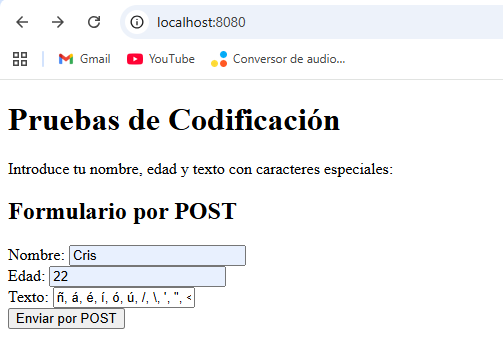 localhost:8080
Gmail YouTube Conversor de audio...
Pruebas de Codificación
Introduce tu nombre, edad y texto con caracteres especiales:
Formulario por POST
Nombre: Cris
Edad: 22
Texto: ñ, á, é, í, ó, ú, /, \, ', ", <
Enviar por POST